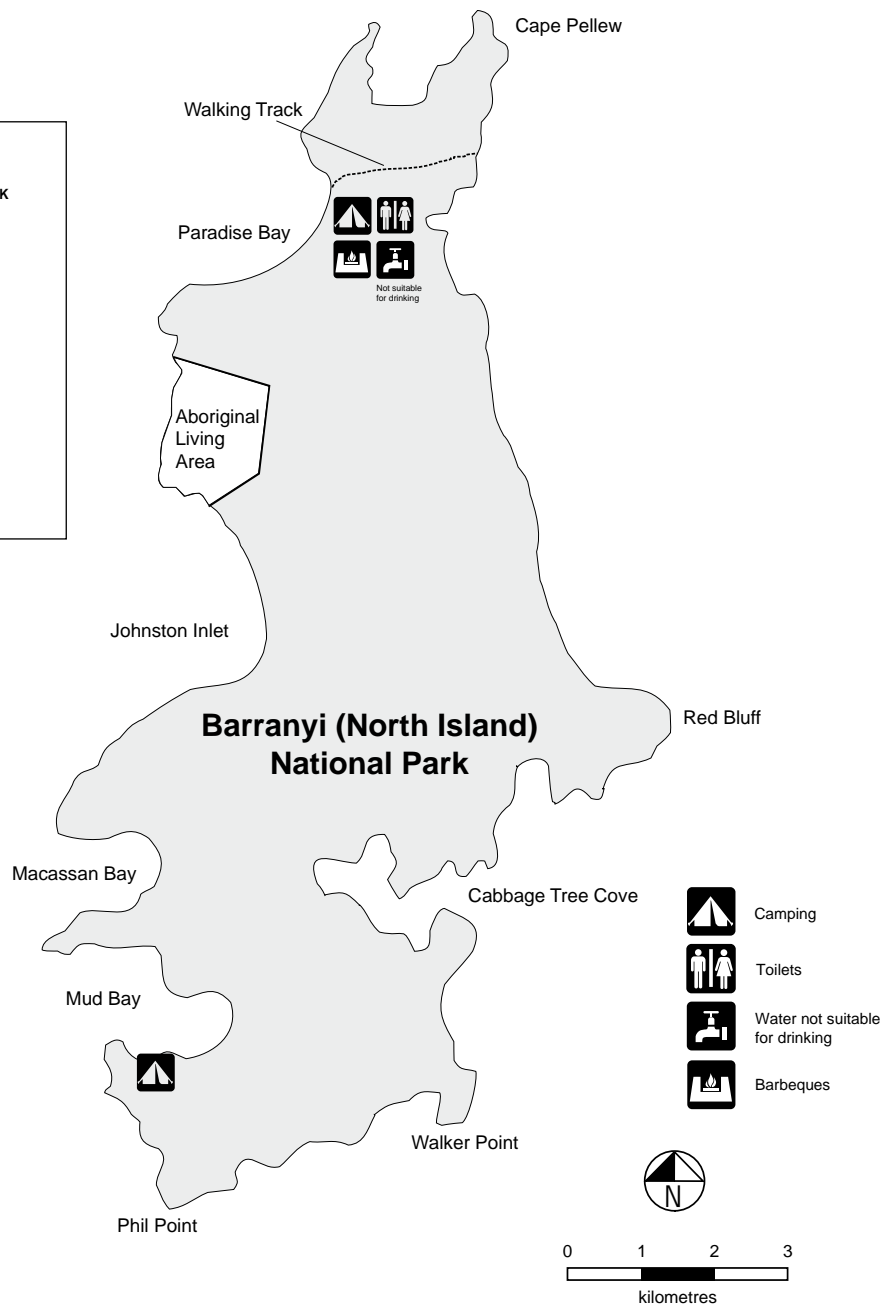 Cape Pellew
Walking Track
K
Paradise Bay
Not suitable
for drinking
Aboriginal
Living
Area
Johnston Inlet
Barranyi (North Island)
National Park
Red Bluff
Macassan Bay
Cabbage Tree Cove
Mud Bay
Walker Point
Phil Point
Camping
Toilets
Water not suitable
for drinking
Barbeques
N
0 1 2 3
kilometres